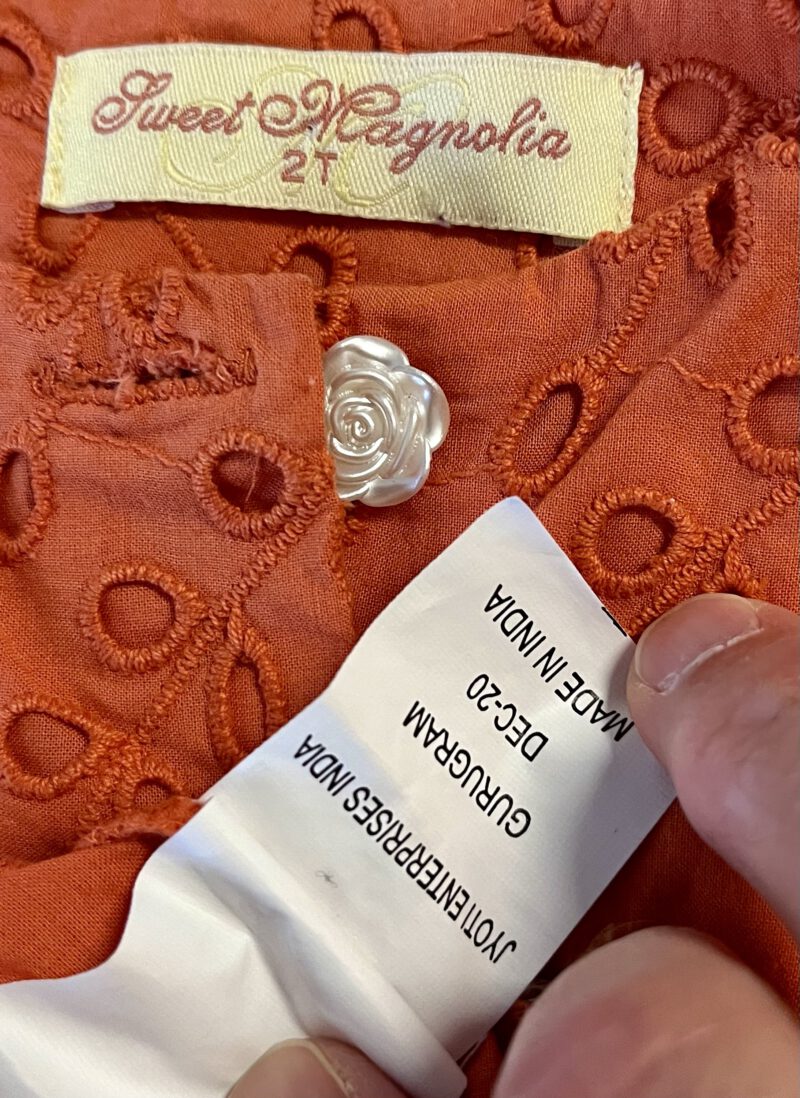 Sweet Magnolia
2T
JYOTI ENTERPRISES INDIA
GURUGRAM
DEC-20
MADE IN INDIA